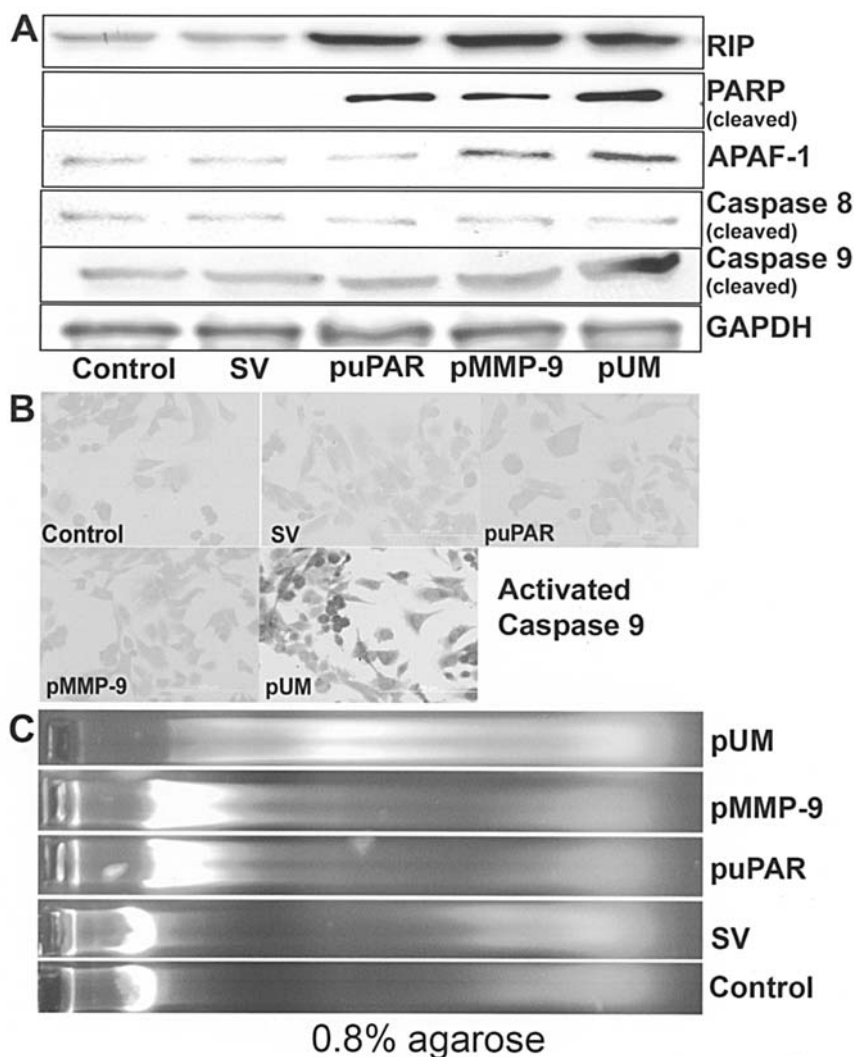 A
RIP
PARP
(cleaved)
APAF-1
Caspase 8
(cleaved)
Caspase 9
(cleaved)
GAPDH
Control SV puPAR pMMP-9 pUM
B
Control SV puPAR
pMMP-9 pUM
Activated
Caspase 9
C
pUM
pMMP-9
puPAR
SV
Control
0.8% agarose